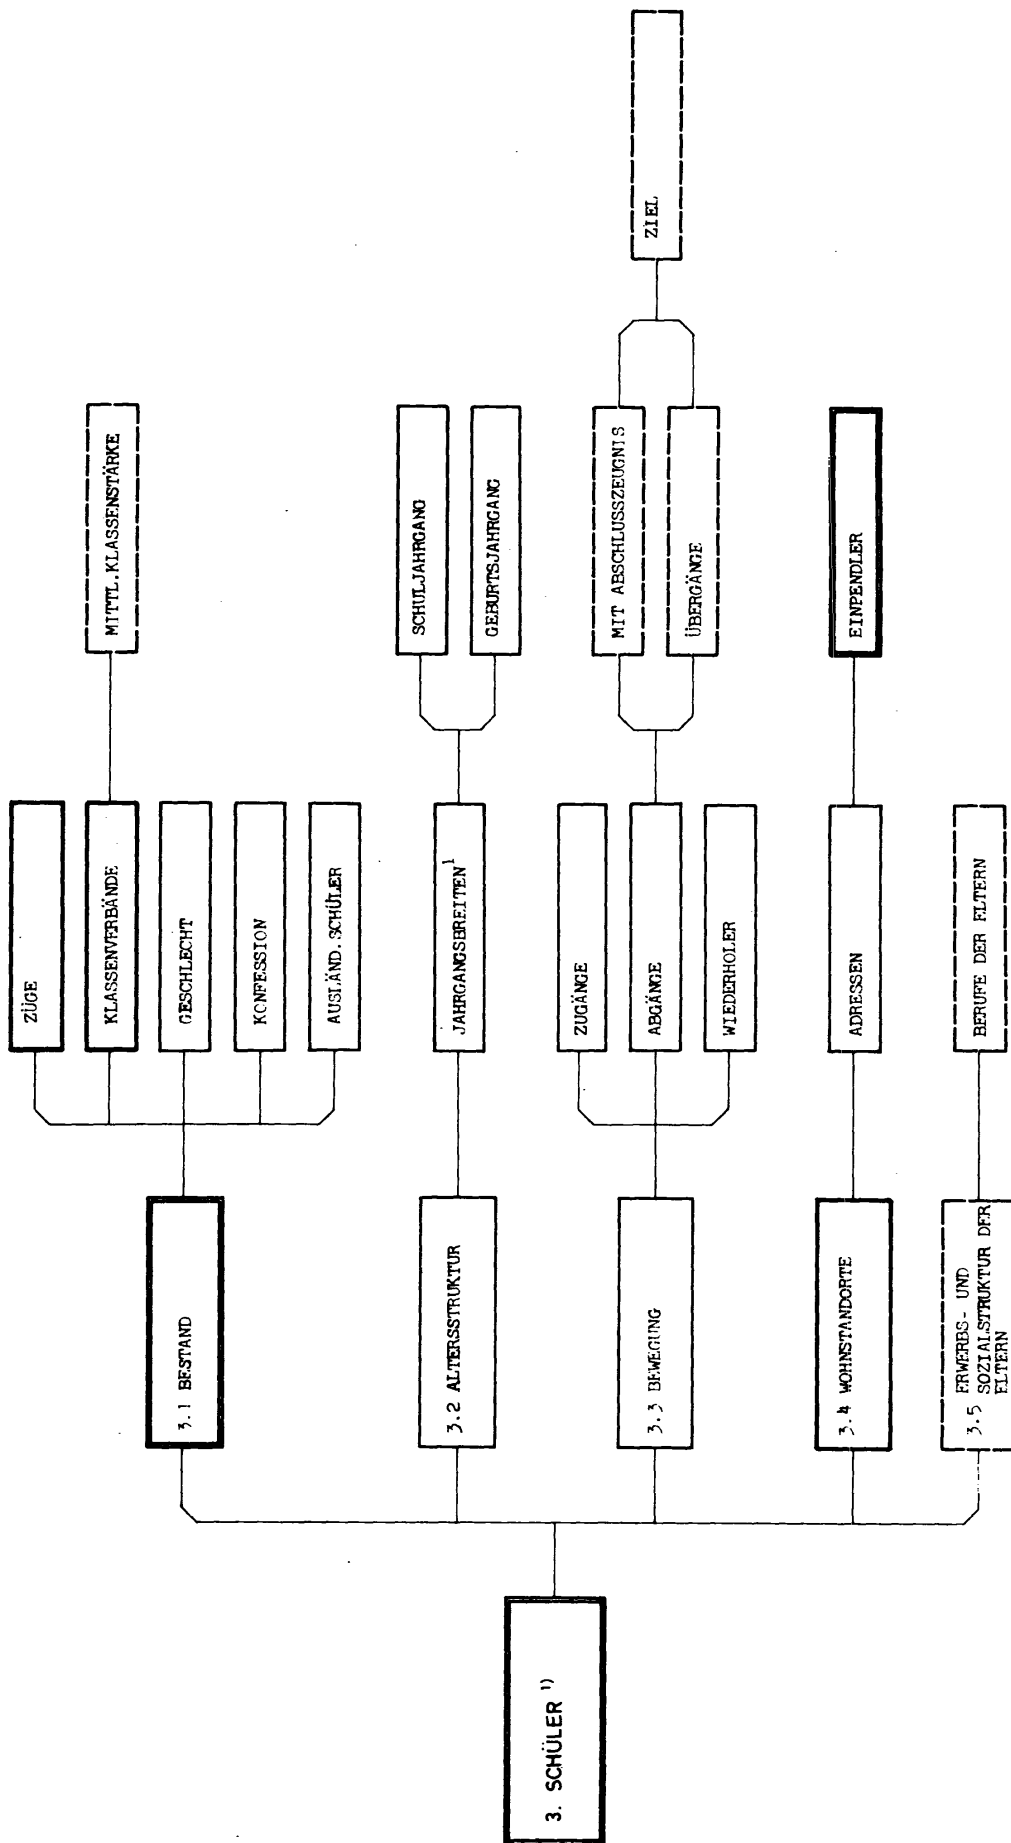 3. SCHÜLER 1)
3.1 BESTAND
ZÜGE
KLASSENVERBÄNDE
MITTL.KLASSENSTÄRKE
GESCHLECHT
KONFESSION
AUSLÄND.SCHÜLER
3.2 ALTERSSTRUKTUR
JAHRGANGSBREITEN1
SCHULJAHRGANG
GEBURTSJAHRGANG
3.3 BEWEGUNG
ZUGÄNGE
ABGÄNGE
WIEDERHOLER
MIT ABSCHLUSSZEUGNIS
ÜBERGÄNGE
ZIEL
3.4 WOHNSTANDORTE
ADRESSEN
EINPENDLER
ERWERBS- UND
3.5 SOZIALSTRUKTUR DER
ELTERN
BERUFE DER ELTERN